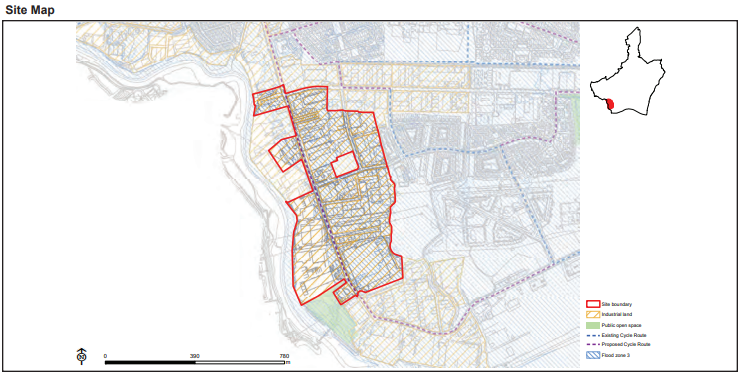 Site Map
N
0 390 780
m
Site boundary
Industrial land
Public open space
Existing Cycle Route
Proposed Cycle Route
Flood zone 3